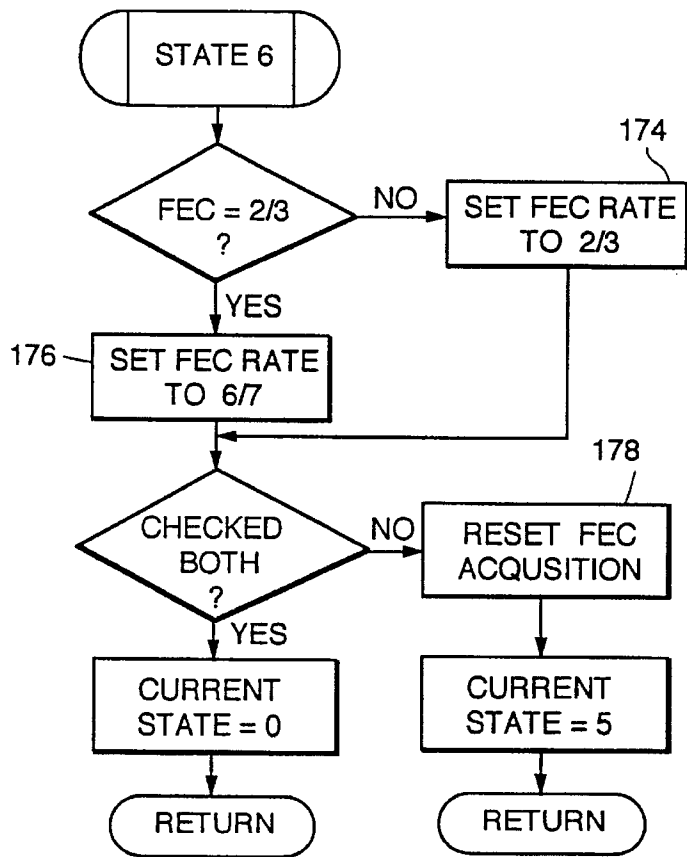 STATE 6
FEC = 2/3
?
NO
174
SET FEC RATE
TO 2/3
YES
176
SET FEC RATE
TO 6/7
CHECKED
BOTH
?
NO
178
RESET FEC
ACQUSITION
YES
CURRENT
STATE = 0
CURRENT
STATE = 5
RETURN
RETURN